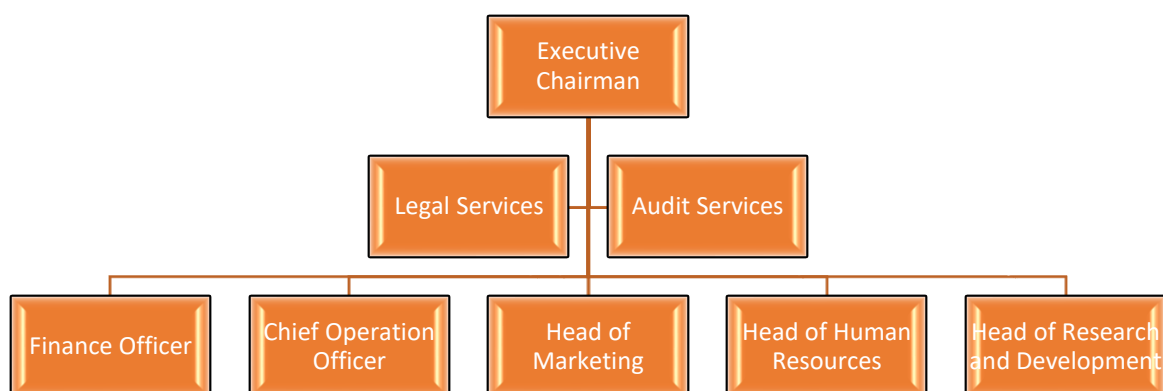 Executive
Chairman
Legal Services
Audit Services
Finance Officer
Chief Operation
Officer
Head of
Marketing
Head of Human
Resources
Head of Research
and Development